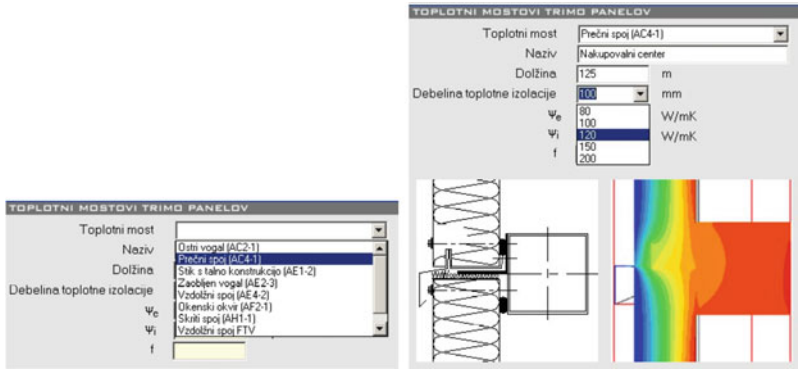 TOPLOTNI MOSTOVI TRIMO PANELOV
Toplotni most
Naziv
Dolžina
Debelina toplotne izolacije
Ψe
Ψi
f
Ostri vogal (AC2-1)
Prečni spoj (AC4-1)
Stik s talno konstrukcijo (AE1-2)
Zaobljen vogal (AE2-3)
Vzdolžni spoj (AE4-2)
Okenski okvir (AF2-1)
Skriti spoj (AH1-1)
Vzdolžni spoj FTV
TOPLOTNI MOSTOVI TRIMO PANELOV
Toplotni most Prečni spoj (AC4-1)
Naziv Nakupovalni center
Dolžina 125 m
Debelina toplotne izolacije 100 mm
Ψe W/mK
Ψi W/mK
f
80
100
120
150
200